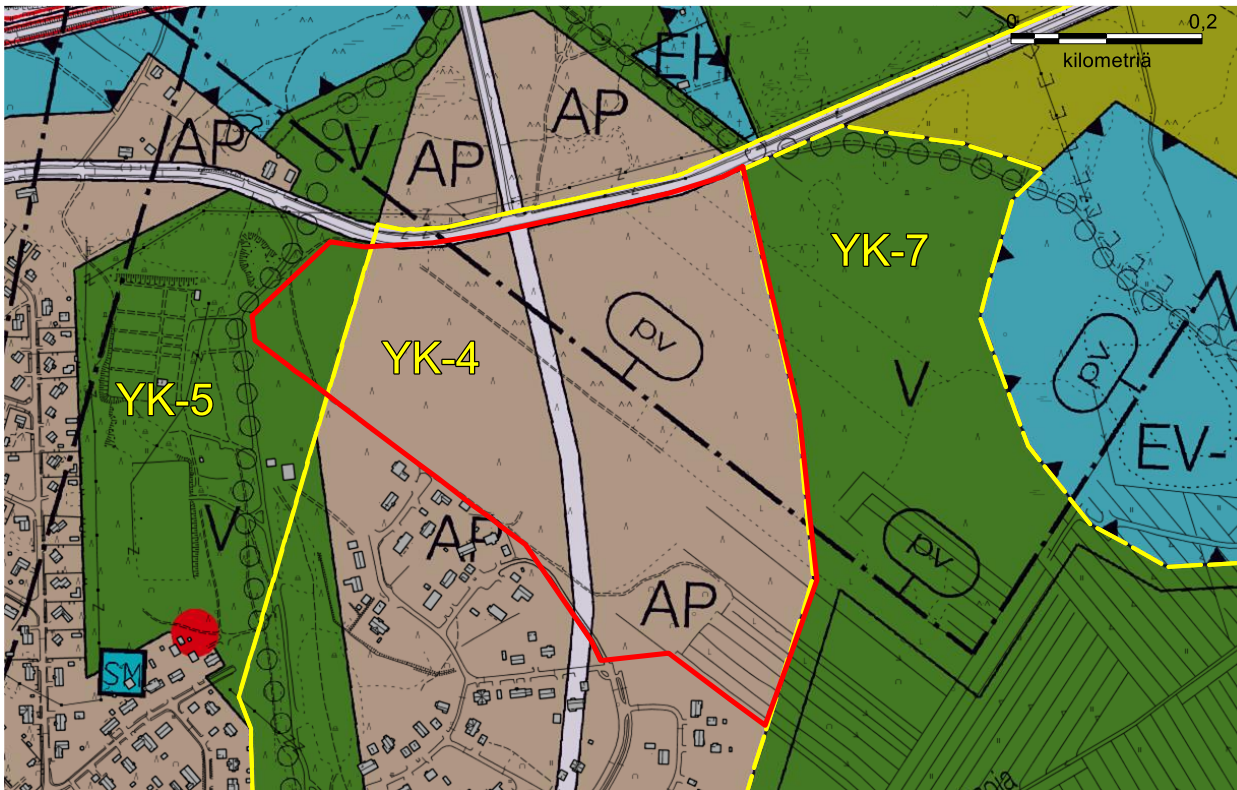 0 0,2
kilometriä
EH
AP
AP
V
AP
YK-7
pv
YK-4
pv
V
YK-5
EV-
AP
V
pv
AP
SM